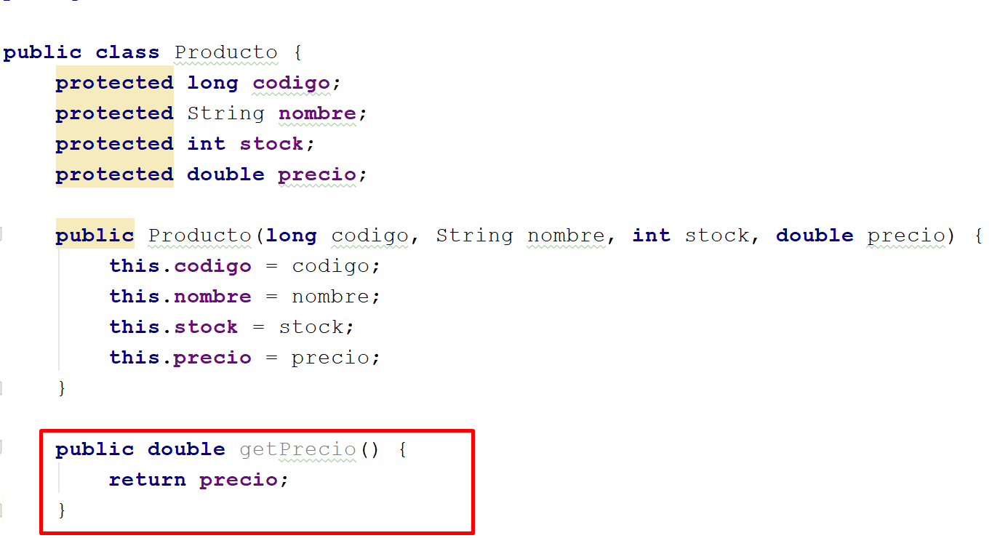 public class Producto {
protected long codigo;
protected String nombre;
protected int stock;
protected double precio;
public Producto(long codigo, String nombre, int stock, double precio) {
this.codigo = codigo;
this.nombre = nombre;
this.stock = stock;
this.precio = precio;
}
public double getPrecio() {
return precio;
}